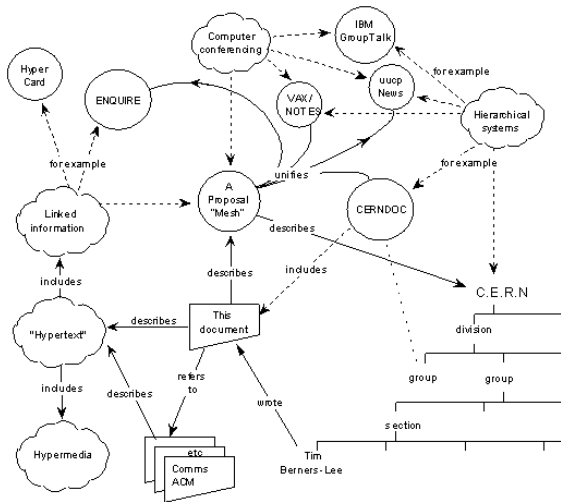 IBM
GroupTalk
Computer
conferencing
Hyper
Card
uucp
News
for example
ENQUIRE
VAX/
NOTES
Hierarchical
systems
for example
unifies
for example
A
Proposal
"Mesh"
CERNDOC
Linked
information
describes
includes
describes
includes
C.E.R.N
This
document
describes
division
"Hypertext"
refers
to
group
group
includes
describes
wrote
section
etc
Tim
Berners-Lee
Hypermedia
Comms
ACM